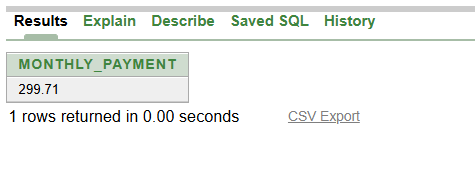 Results Explain Describe Saved SQL History
MONTHLY_PAYMENT
299.71
1 rows returned in 0.00 seconds CSV Export